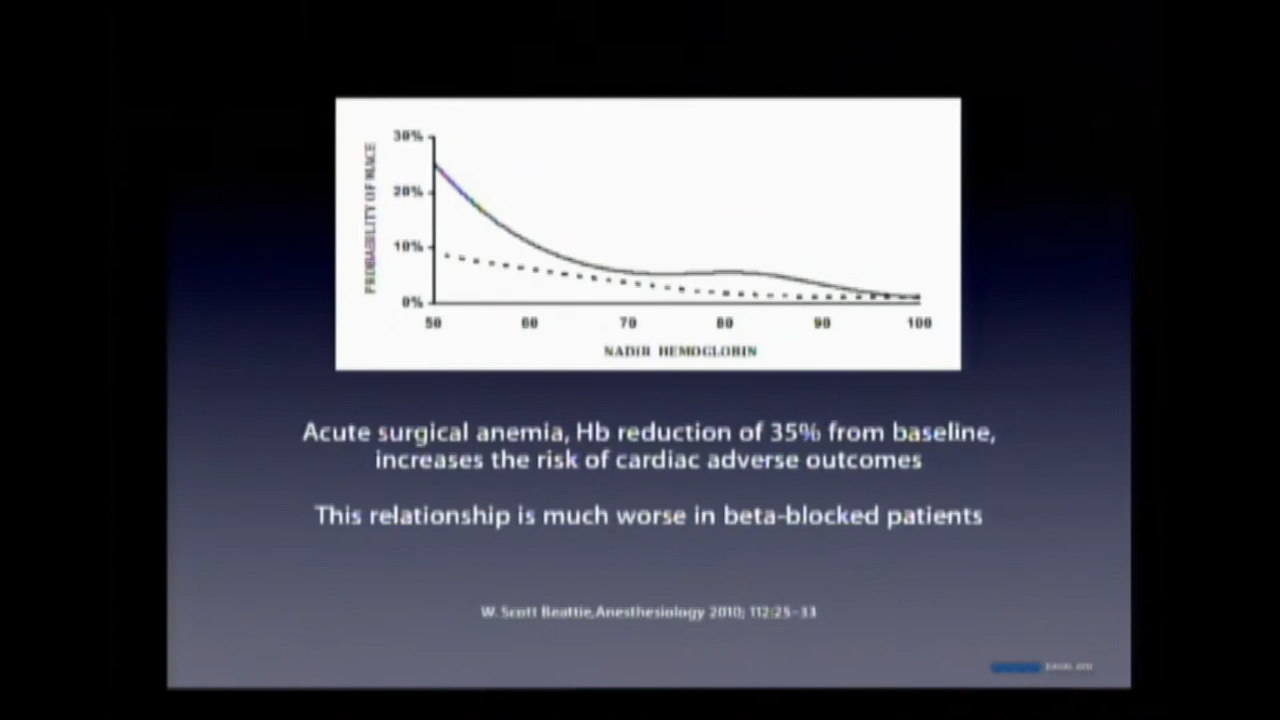 30%
20%
10%
0%
PROBABILITY OF MACE
50 60 70 80 90 100
NADIR HEMOGLOBIN
Acute surgical anemia, Hb reduction of 35% from baseline,
increases the risk of cardiac adverse outcomes
This relationship is much worse in beta-blocked patients
W. Scott Beattie, Anesthesiology 2010; 112:25-33